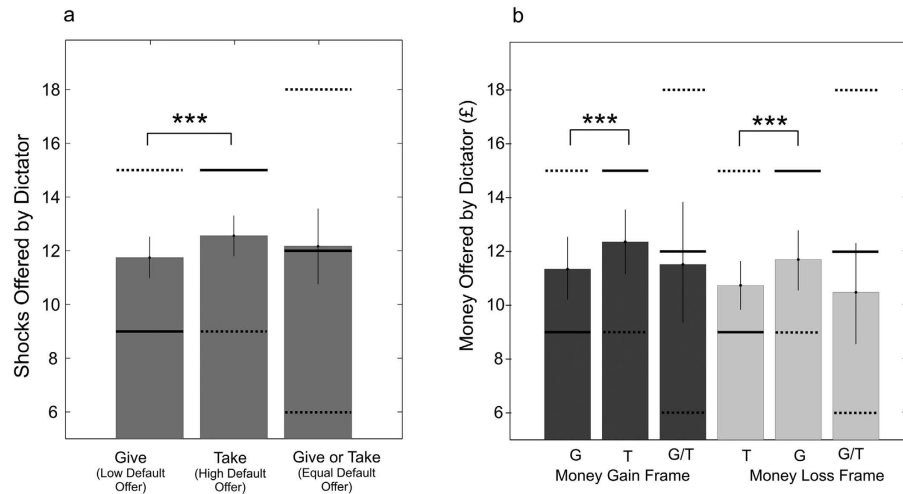 a
Shocks Offered by Dictator
18
16
14
12
10
8
6
***
Give
(Low Default
Offer)
Take
(High Default
Offer)
Give or Take
(Equal Default
Offer)
b
Money Offered by Dictator (£)
18
16
14
12
10
8
6
***
***
G T G/T T G G/T
Money Gain Frame Money Loss Frame